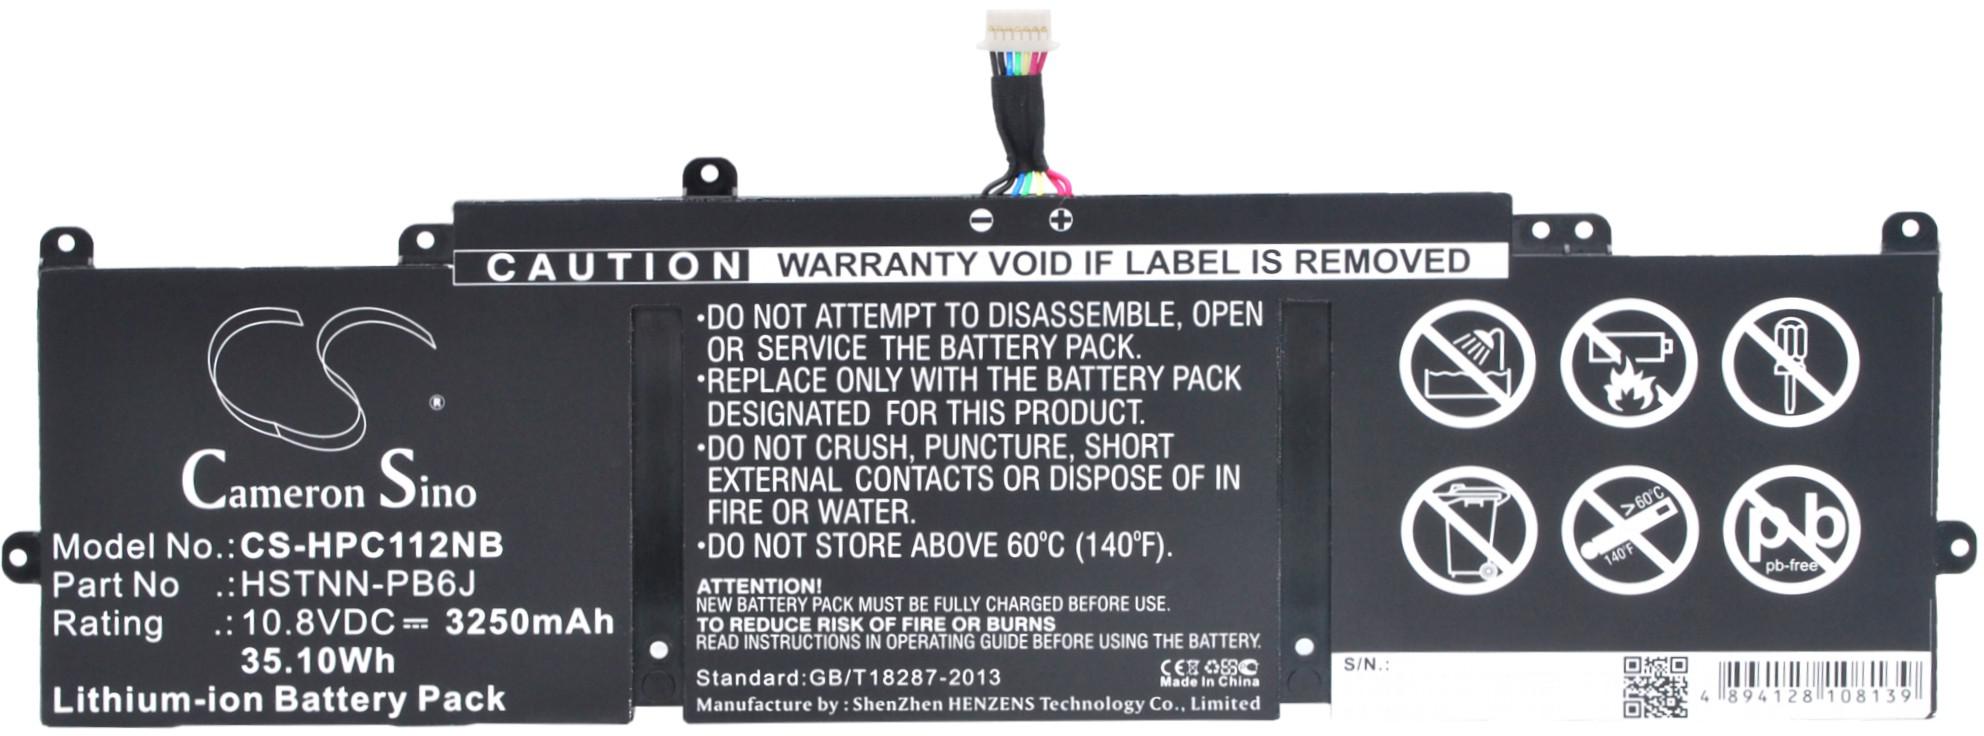 CAUTION WARRANTY VOID IF LABEL IS REMOVED
®
Cameron Sino
Model No.:CS-HPC112NB
Part No .:HSTNN-PB6J
Rating .:10.8VDC⎓ 3250mAh
35.10Wh
Lithium-ion Battery Pack
•DO NOT ATTEMPT TO DISASSEMBLE, OPEN
OR SERVICE THE BATTERY PACK.
•REPLACE ONLY WITH THE BATTERY PACK
DESIGNATED FOR THIS PRODUCT.
•DO NOT CRUSH, PUNCTURE, SHORT
EXTERNAL CONTACTS OR DISPOSE OF IN
FIRE OR WATER.
•DO NOT STORE ABOVE 60°C (140°F).
ATTENTION!
NEW BATTERY PACK MUST BE FULLY CHARGED BEFORE USE.
TO REDUCE RISK OF FIRE OR BURNS
READ INSTRUCTIONS IN OPERATING GUIDE BEFORE USING THE BATTERY.
Standard:GB/T18287-2013
CE
Made In China
Manufacture by : ShenZhen HENZENS Technology Co., Limited
>60°C
140°F
pb
pb-free
S/N.:
4 894128 108139